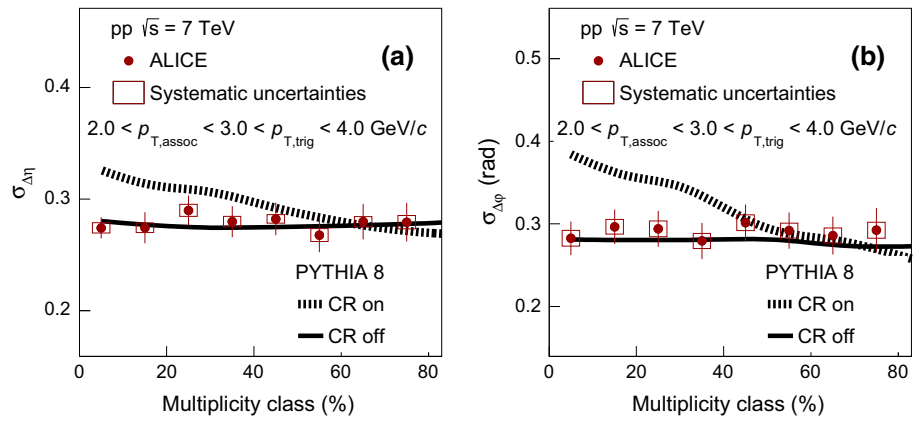 pp √s = 7 TeV
(a)
ALICE
Systematic uncertainties
2.0 < pT,assoc < 3.0 < pT,trig < 4.0 GeV/c
σΔη
0.4
0.3
0.2
PYTHIA 8
CR on
CR off
0 20 40 60 80
Multiplicity class (%)
pp √s = 7 TeV
(b)
ALICE
Systematic uncertainties
2.0 < pT,assoc < 3.0 < pT,trig < 4.0 GeV/c
σΔφ (rad)
0.5
0.4
0.3
0.2
PYTHIA 8
CR on
CR off
0 20 40 60 80
Multiplicity class (%)